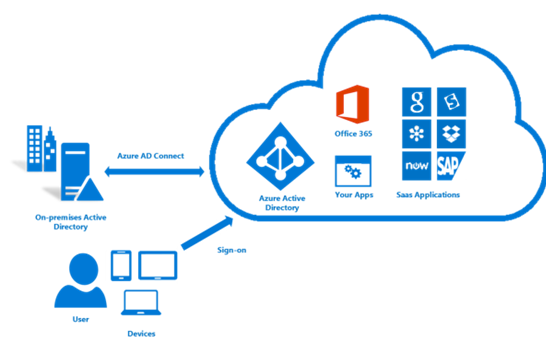 Office 365
Azure AD Connect
Azure Active
Directory
Your Apps
Saas Applications
g
now
SAP
On-premises Active
Directory
Sign-on
User
Devices